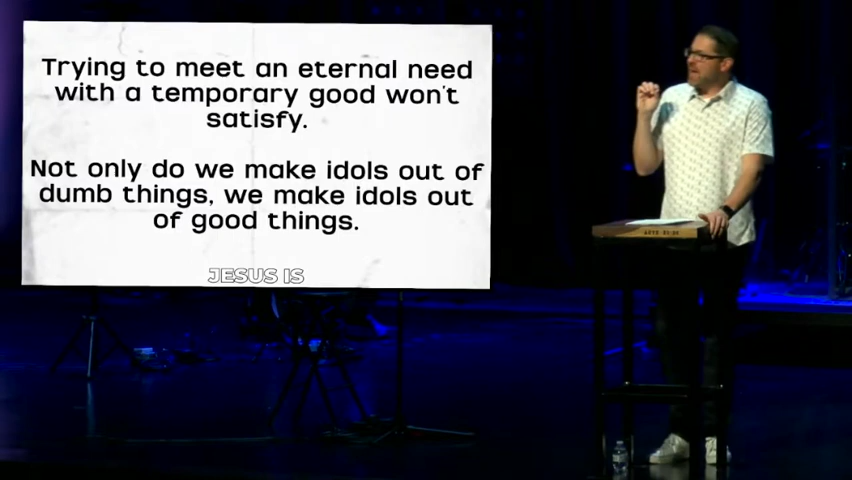 Trying to meet an eternal need
with a temporary good won't
satisfy.
Not only do we make idols out of
dumb things, we make idols out
of good things.
JESUS IS